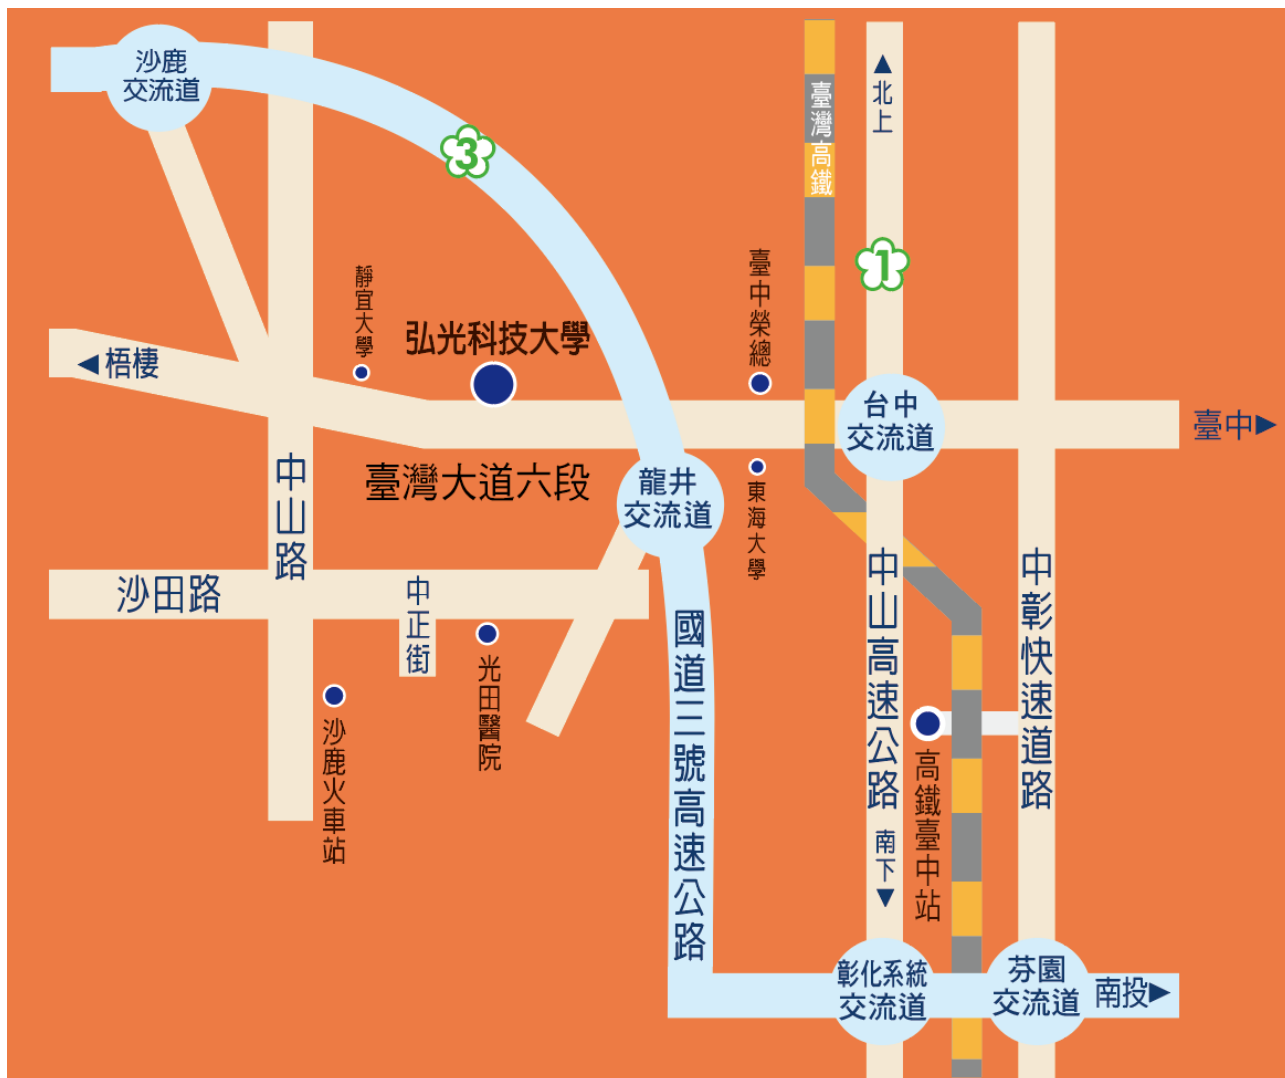 沙鹿
交流道
3
臺灣高鐵
北上
1
靜宜大學
弘光科技大學
臺中榮總
梧棲
台中
交流道
臺中
中山路
臺灣大道六段
龍井
交流道
東海大學
沙田路
中正街
光田醫院
沙鹿火車站
國道三號高速公路
中山高速公路
中彰快速道路
高鐵臺中站
南下
彰化系統
交流道
芬園
交流道
南投